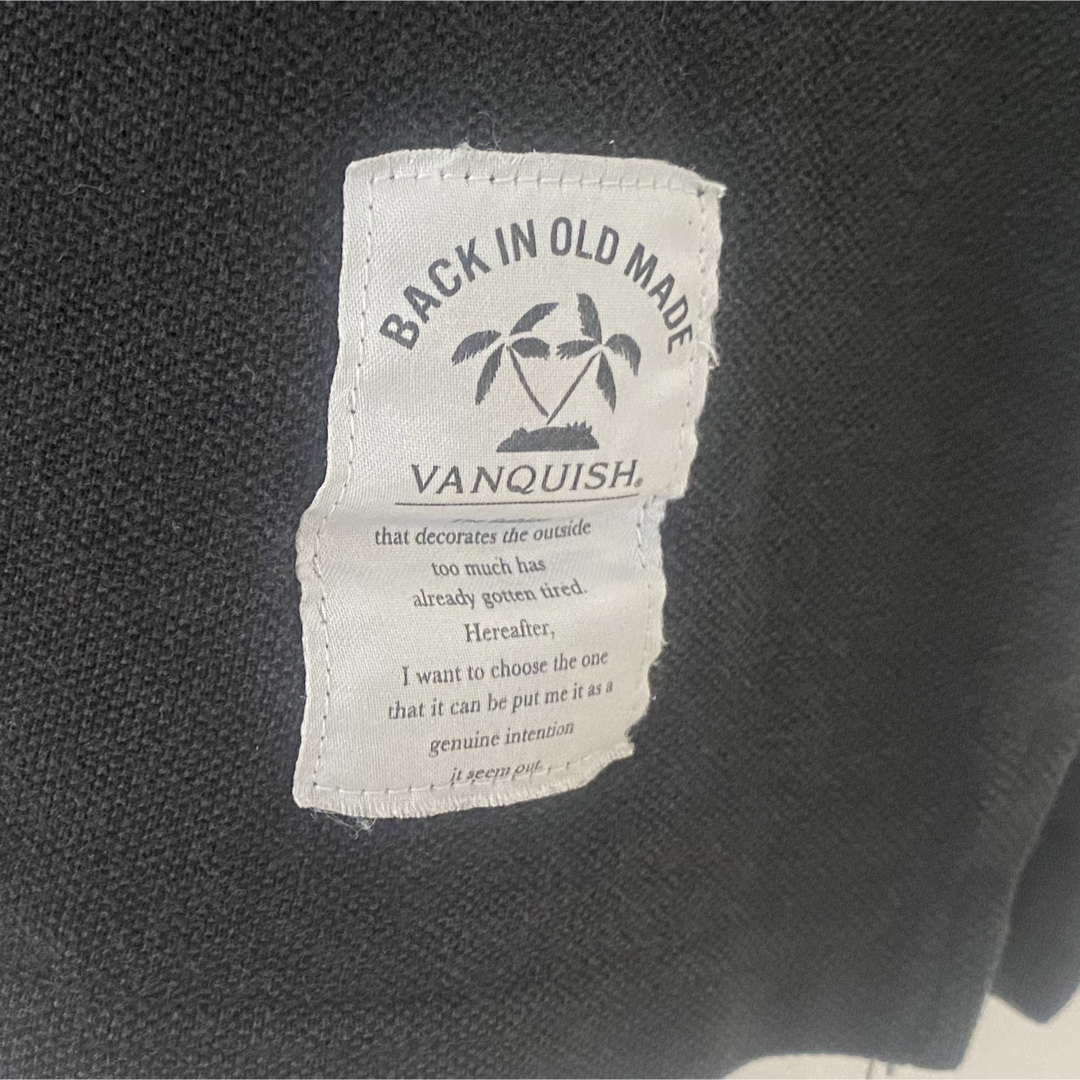 BACK IN OLD MADE
VANQUISH.
that decorates the outside
too much has
already gotten tired.
Hereafter,
I want to choose the one
that it can be put me it as a
genuine intention
it seem put.